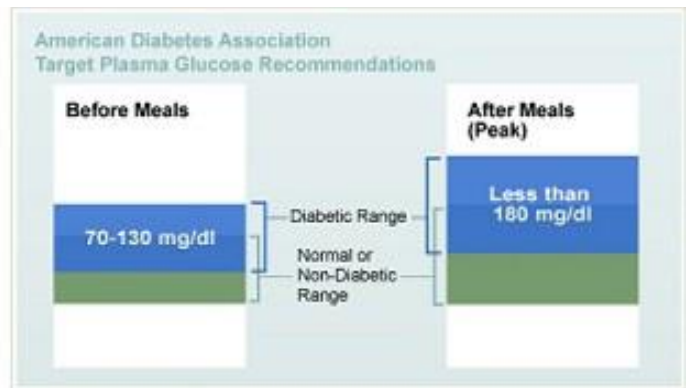 American Diabetes Association
Target Plasma Glucose Recommendations
Before Meals
70-130 mg/dl
Diabetic Range
Normal or
Non-Diabetic
Range
After Meals
(Peak)
Less than
180 mg/dl